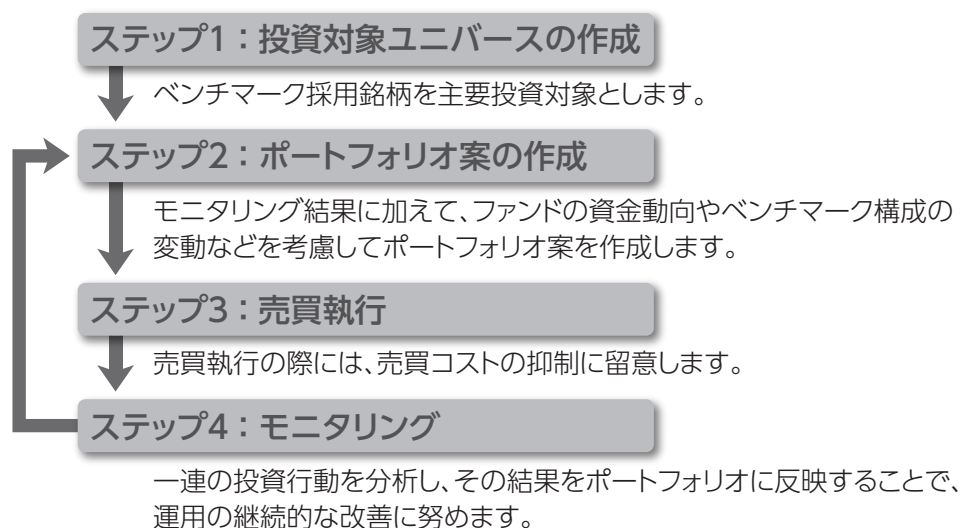 ステップ1：投資対象ユニバースの作成
ベンチマーク採用銘柄を主要投資対象とします。
ステップ2：ポートフォリオ案の作成
モニタリング結果に加えて、ファンドの資金動向やベンチマーク構成の
変動などを考慮してポートフォリオ案を作成します。
ステップ3：売買執行
売買執行の際には、売買コストの抑制に留意します。
ステップ4：モニタリング
一連の投資行動を分析し、その結果をポートフォリオに反映することで、
運用の継続的な改善に努めます。